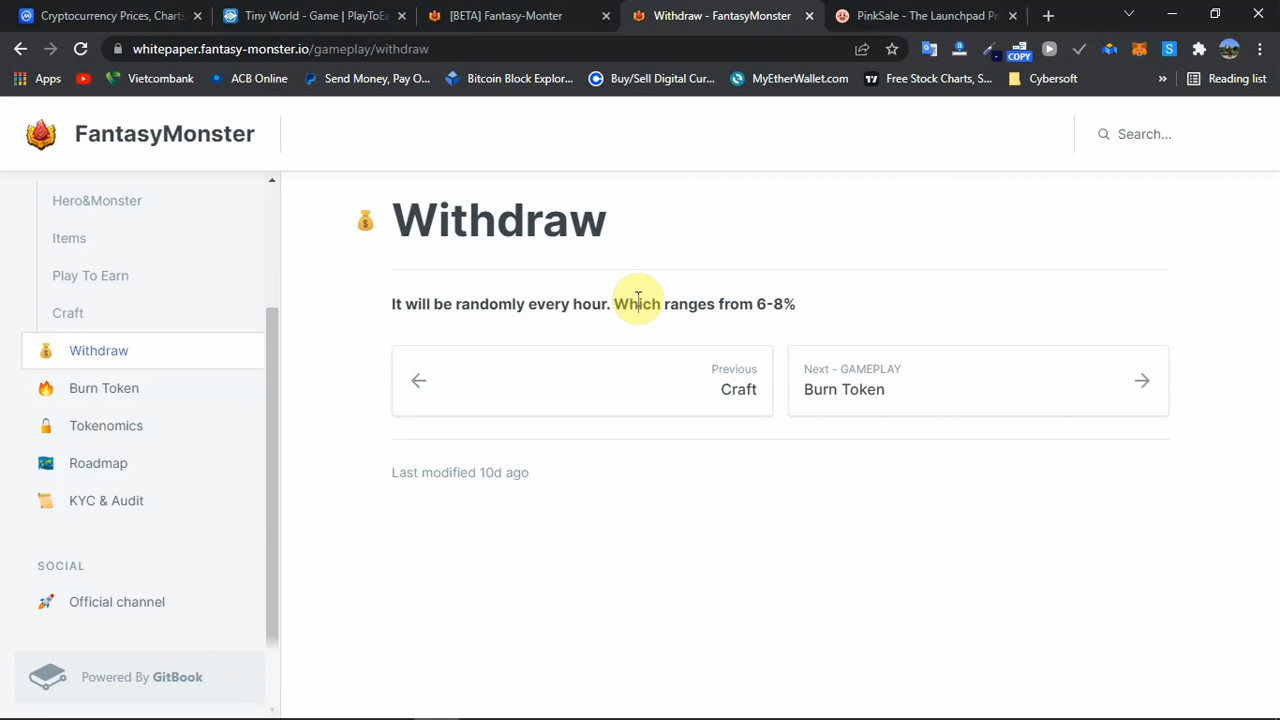 Cryptocurrency Prices, Charts
Tiny World - Game | PlayToEa
[BETA] Fantasy-Monter
Withdraw - FantasyMonster
PinkSale - The Launchpad Pr
whitepaper.fantasy-monster.io/gameplay/withdraw
COPY
S
Apps
Vietcombank
ACB Online
Send Money, Pay O...
Bitcoin Block Explor...
Buy/Sell Digital Cur...
MyEtherWallet.com
Free Stock Charts, S...
Cybersoft
»
Reading list
FantasyMonster
Search...
Hero&Monster
Items
Play To Earn
Craft
Withdraw
Burn Token
Tokenomics
Roadmap
KYC & Audit
SOCIAL
Official channel
Powered By GitBook
Withdraw
It will be randomly every hour. Which ranges from 6-8%
Previous
Craft
Next - GAMEPLAY
Burn Token
Last modified 10d ago